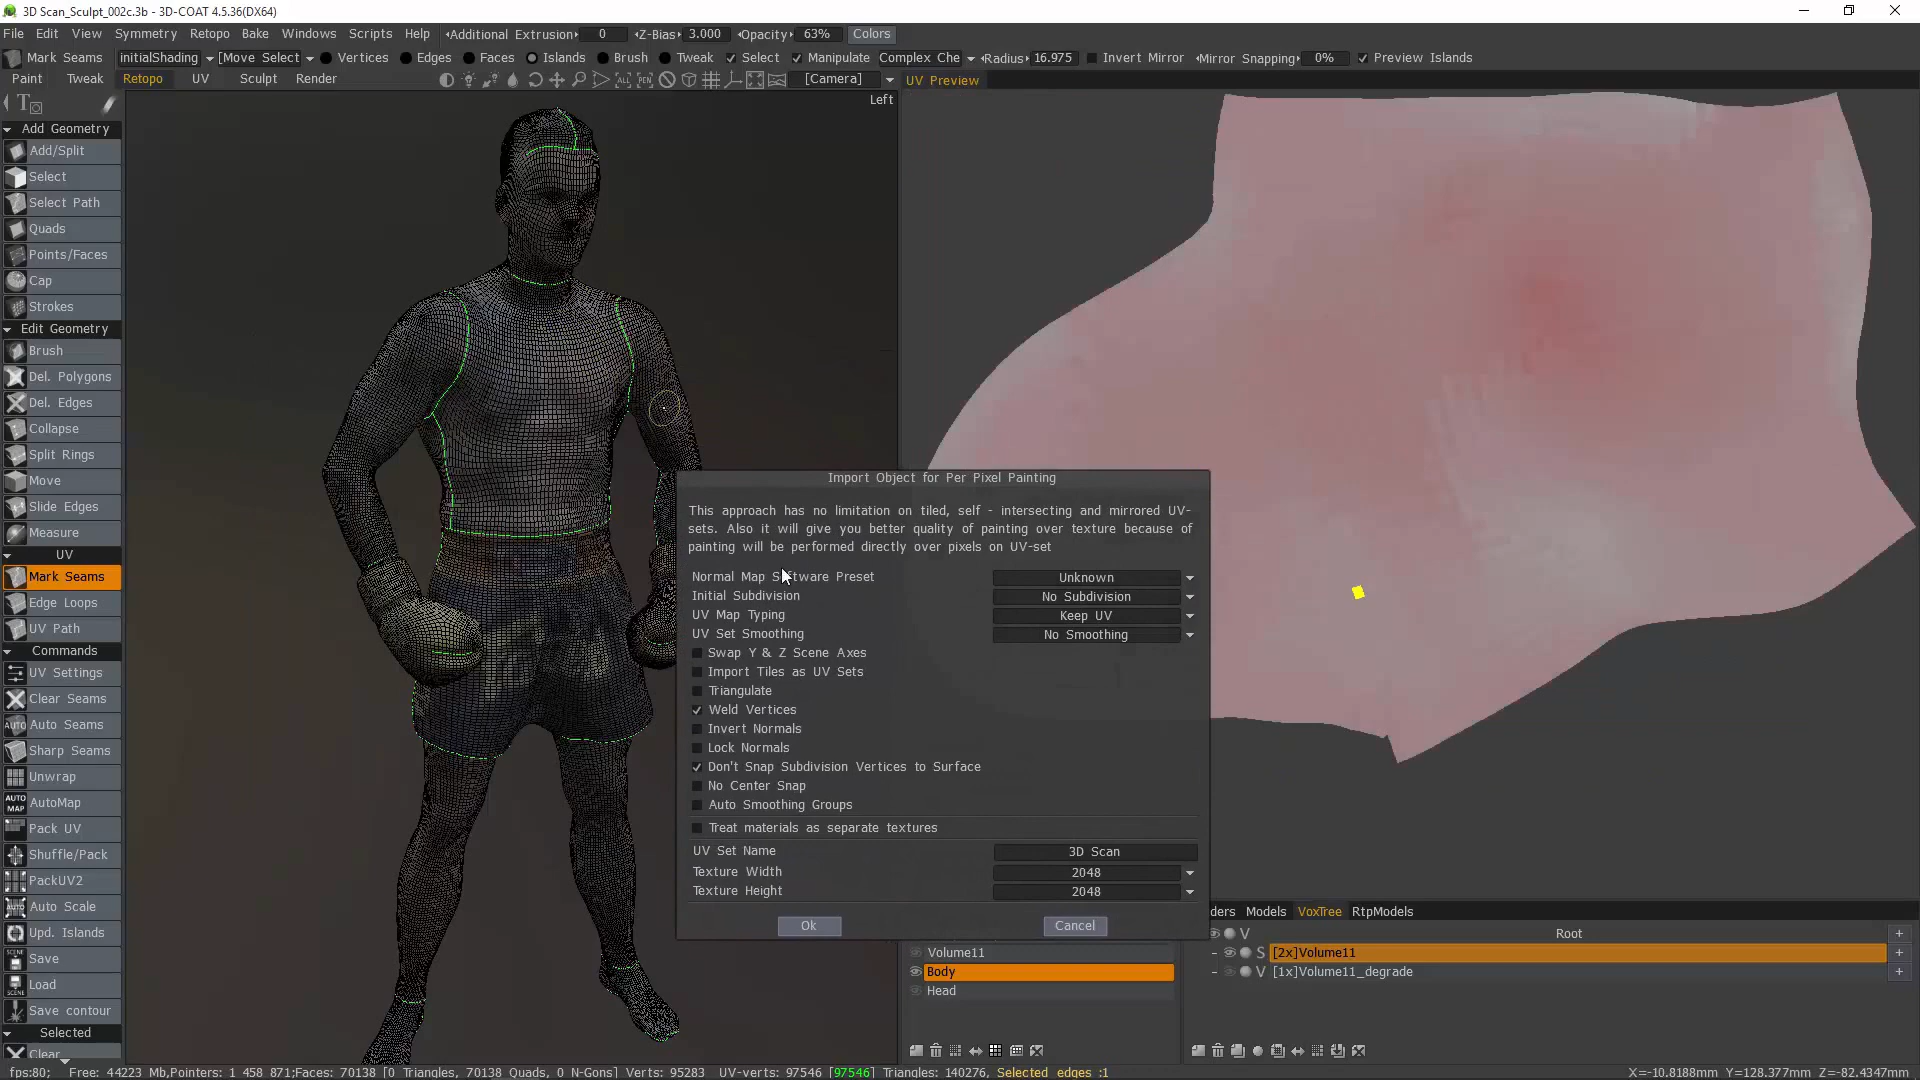 3D Scan_Sculpt_002c.3b - 3D-COAT 4.5.36(DX64)
File Edit View Symmetry Retopo Bake Windows Scripts Help Additional Extrusion 0 Z-Bias 3.000 Opacity 63% Colors
Mark Seams initialShading [Move Select Vertices Edges Faces Islands Brush Tweak Select Manipulate Complex Che Radius 16.975 Invert Mirror Mirror Snapping 0% Preview Islands
Paint Tweak Retopo UV Sculpt Render ALL PEN [Camera] UV Preview
Left
Add Geometry
Add/Split
Select
Select Path
Quads
Points/Faces
Cap
Strokes
Edit Geometry
Brush
Del. Polygons
Del. Edges
Collapse
Split Rings
Move
Slide Edges
Measure
UV
Mark Seams
Edge Loops
UV Path
Commands
UV Settings
Clear Seams
AUTO Auto Seams
Sharp Seams
Unwrap
AUTO MAP AutoMap
Pack UV
Shuffle/Pack
PackUV2
Auto Scale
Upd. Islands
SCENE Save
SCENE Load
Save contour
Selected
Clear
Import Object for Per Pixel Painting
This approach has no limitation on tiled, self - intersecting and mirrored UV-
sets. Also it will give you better quality of painting over texture because of
painting will be performed directly over pixels on UV-set
Normal Map Software Preset Unknown
Initial Subdivision No Subdivision
UV Map Typing Keep UV
UV Set Smoothing No Smoothing
Swap Y & Z Scene Axes
Import Tiles as UV Sets
Triangulate
Weld Vertices
Invert Normals
Lock Normals
Don't Snap Subdivision Vertices to Surface
No Center Snap
Auto Smoothing Groups
Treat materials as separate textures
UV Set Name 3D Scan
Texture Width 2048
Texture Height 2048
Ok Cancel
ders Models VoxTree RtpModels
V Root +
Volume11
Body
Head
S [2x]Volume11 +
V [1x]Volume11_degrade +
fps:80; Free: 44223 Mb,Pointers: 1 458 871;Faces: 70138 [0 Triangles, 70138 Quads, 0 N-Gons] Verts: 95283 UV-verts: 97546 [97546] Triangles: 140276, Selected edges :1 X=-10.8188mm Y=128.377mm Z=-82.4347mm